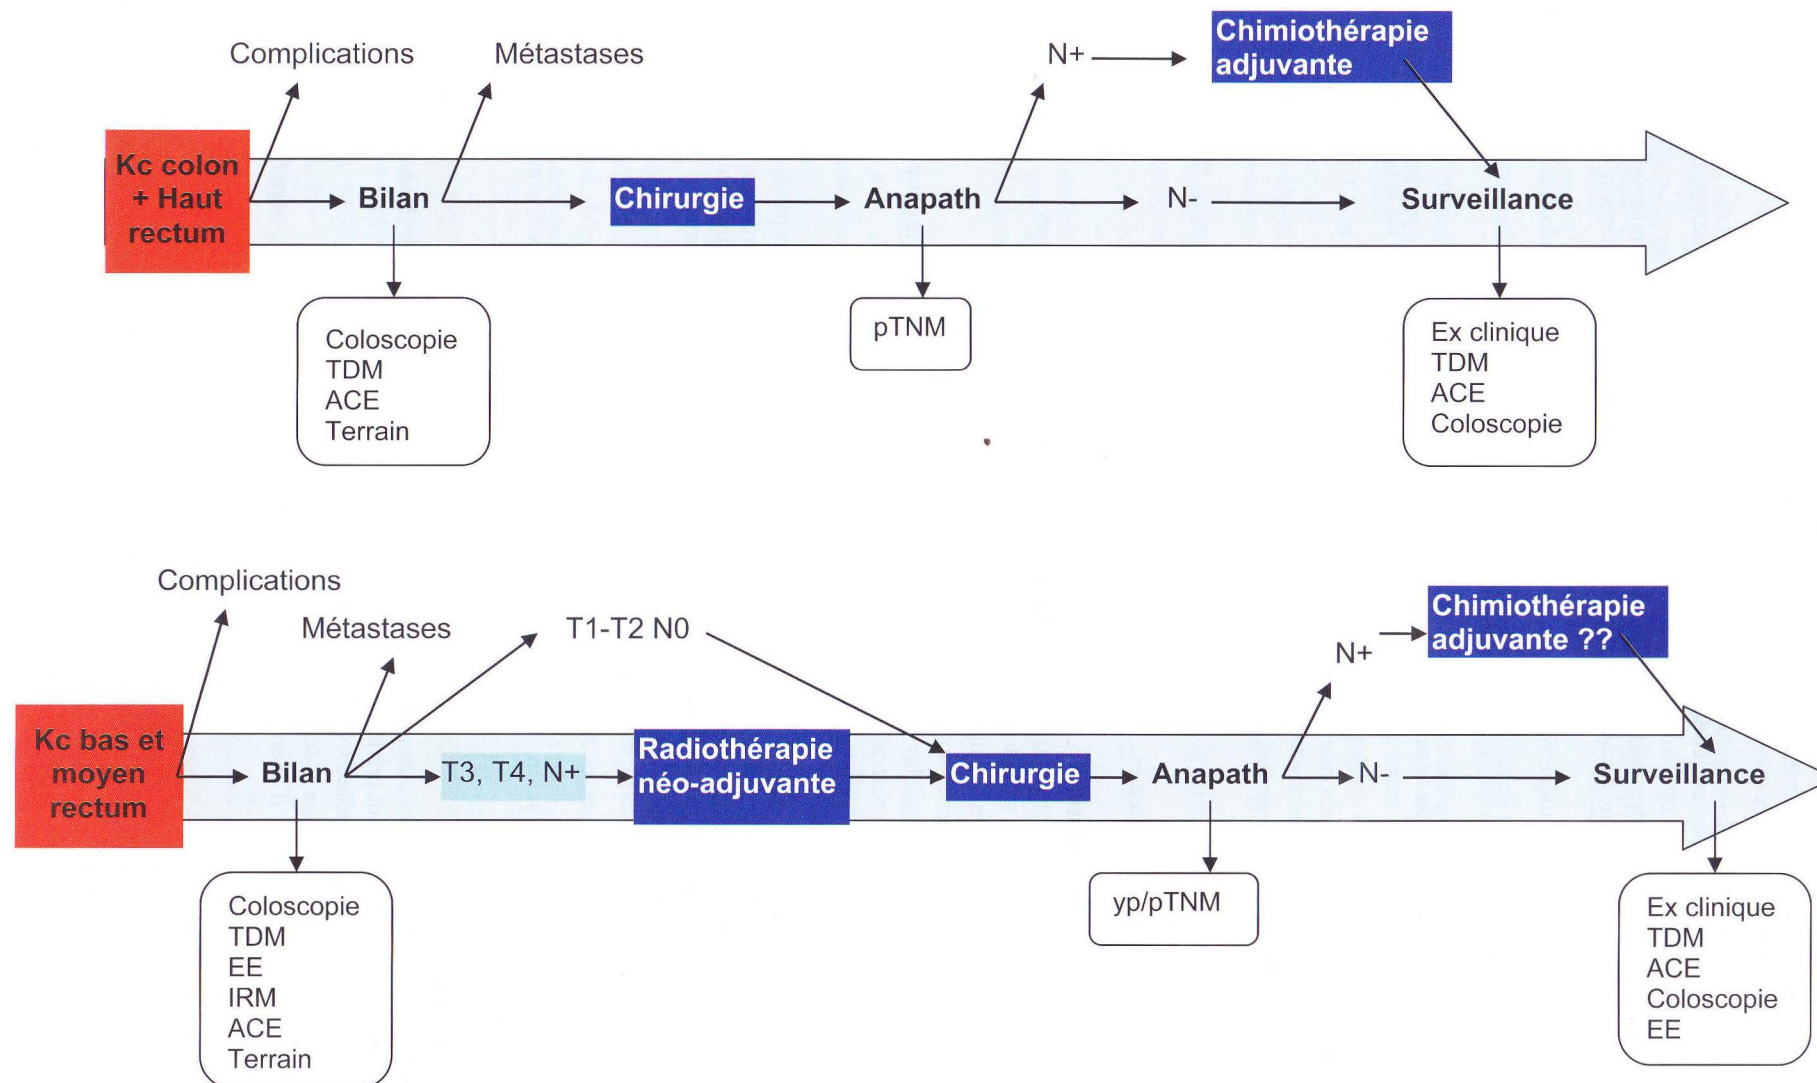 Complications
Métastases
N+
Chimiothérapie
adjuvante
Kc colon
+ Haut
rectum
Bilan
Chirurgie
Anapath
N-
Surveillance
Coloscopie
TDM
ACE
Terrain
pTNM
Ex clinique
TDM
ACE
Coloscopie
Complications
Métastases
T1-T2 N0
N+
Chimiothérapie
adjuvante ??
Kc bas et
moyen
rectum
Bilan
T3, T4, N+
Radiothérapie
néo-adjuvante
Chirurgie
Anapath
N-
Surveillance
Coloscopie
TDM
EE
IRM
ACE
Terrain
yp/pTNM
Ex clinique
TDM
ACE
Coloscopie
EE